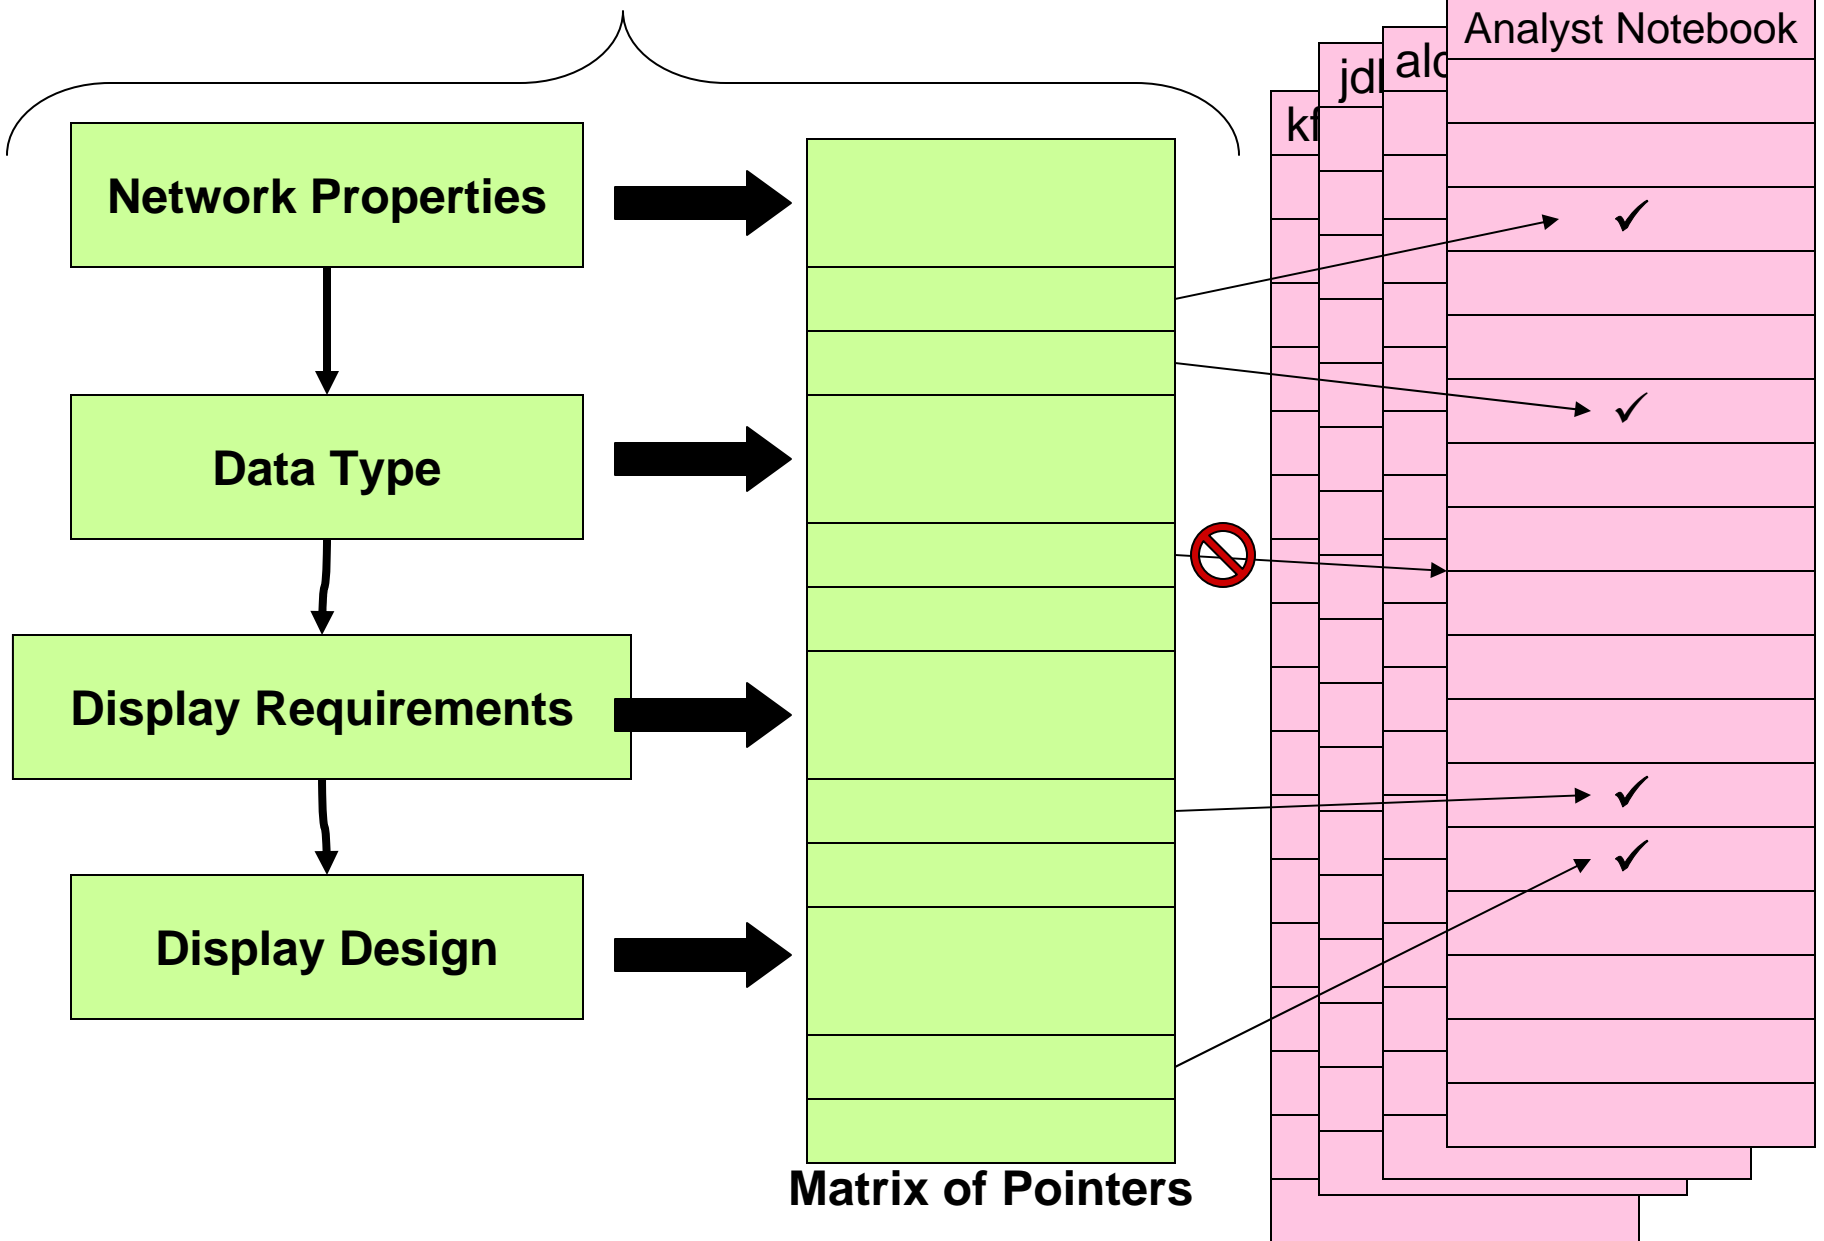 Analyst Notebook
Network Properties
Data Type
Display Requirements
Display Design
Matrix of Pointers